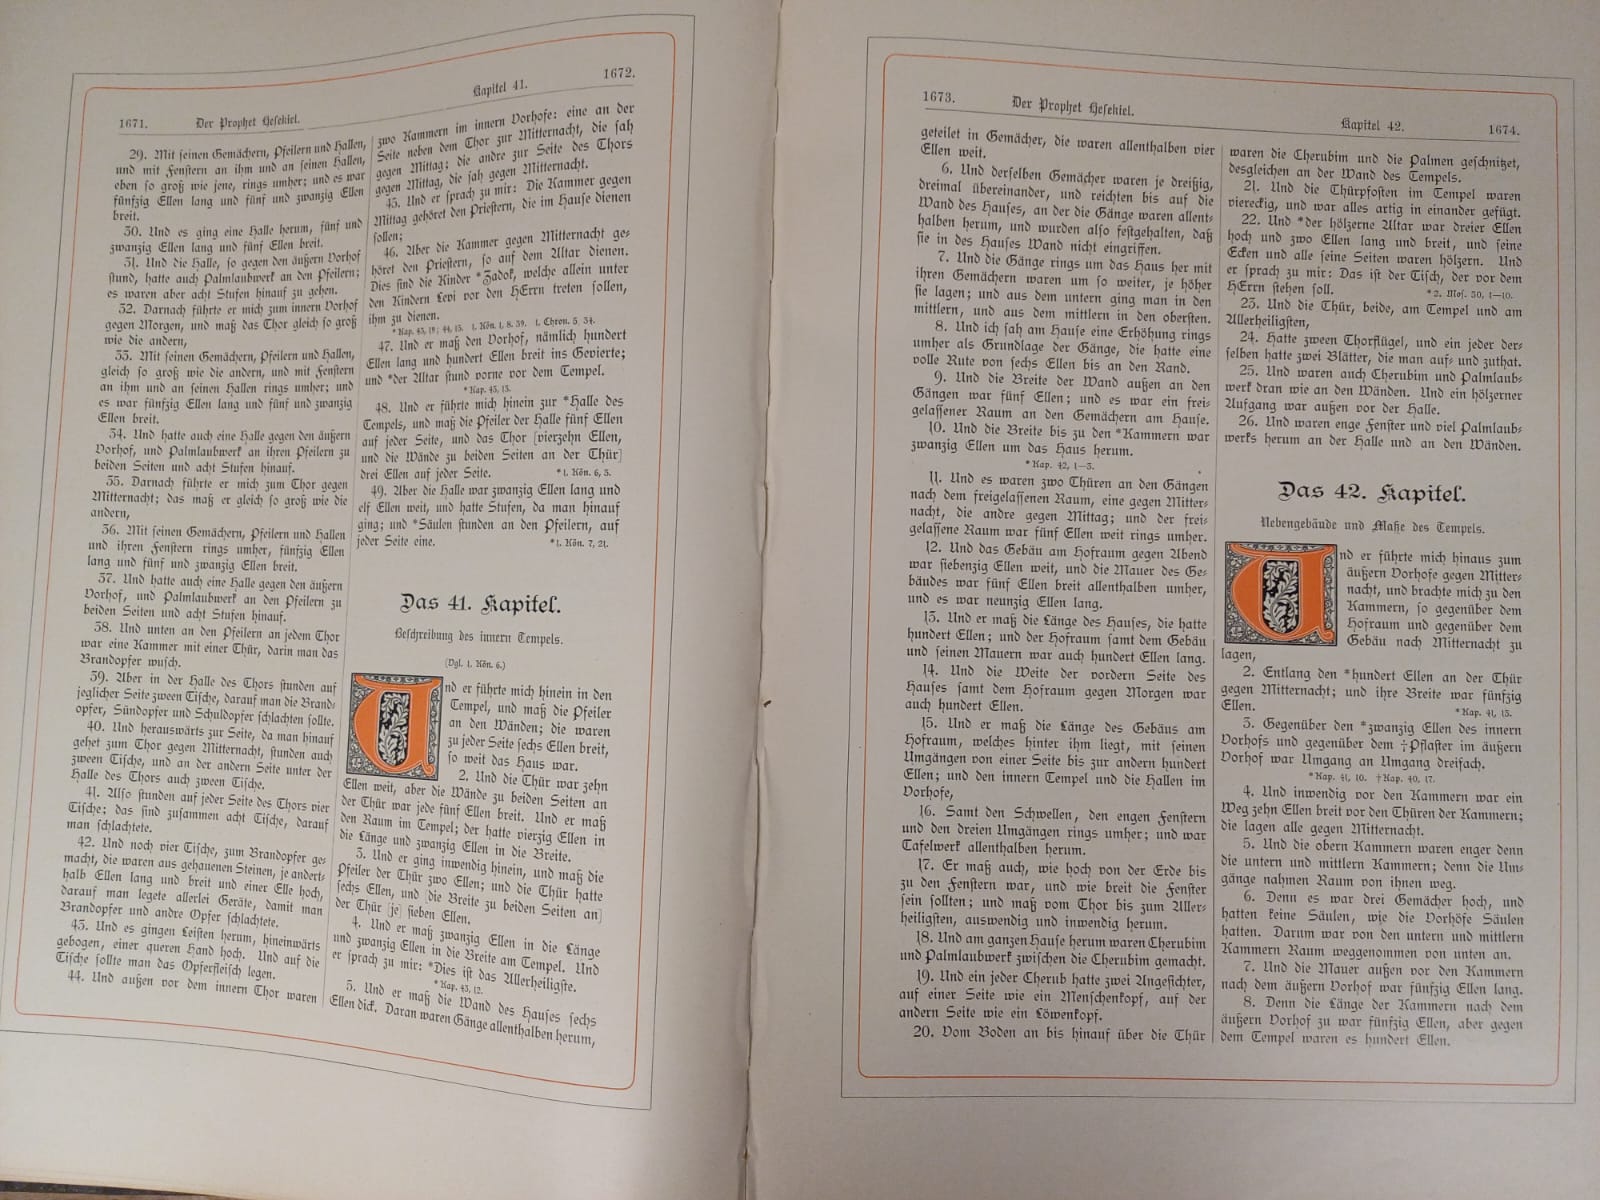 1671.
Der Prophet Hesekiel.
Kapitel 41.
1672.
29. Mit seinen Gemächern, Pfeilern und Hallen,
und mit Fenstern an ihm und an seinen Hallen,
eben so groß wie jene, rings umher; und es war
fünfzig Ellen lang und fünf und zwanzig Ellen
breit.
30. Und es ging eine Halle herum, fünf und
zwanzig Ellen lang und fünf Ellen breit.
31. Und die Halle, so gegen den äußern Vorhof
stund, hatte auch Palmlaubwerk an den Pfeilern;
es waren aber acht Stufen hinauf zu gehen.
32. Darnach führte er mich zum innern Vorhof
gegen Morgen, und maß das Thor gleich so groß
wie die andern,
33. Mit seinen Gemächern, Pfeilern und Hallen,
gleich so groß wie die andern, und mit Fenstern
an ihm und an seinen Hallen rings umher; und
es war fünfzig Ellen lang und fünf und zwanzig
Ellen breit.
34. Und hatte auch eine Halle gegen den äußern
Vorhof, und Palmlaubwerk an ihren Pfeilern zu
beiden Seiten und acht Stufen hinauf.
35. Darnach führte er mich zum Thor gegen
Mitternacht; das maß er gleich so groß wie die
andern,
36. Mit seinen Gemächern, Pfeilern und Hallen
und ihren Fenstern rings umher, fünfzig Ellen
lang und fünf und zwanzig Ellen breit.
37. Und hatte auch eine Halle gegen den äußern
Vorhof, und Palmlaubwerk an den Pfeilern zu
beiden Seiten und acht Stufen hinauf.
38. Und unten an den Pfeilern an jedem Thor
war eine Kammer mit einer Thür, darin man das
Brandopfer wusch.
39. Aber in der Halle des Thors stunden auf
jeglicher Seite zween Tische, darauf man die Brand-
opfer, Sündopfer und Schuldopfer schlachten sollte.
40. Und herauswärts zur Seite, da man hinauf
gehet zum Thor gegen Mitternacht, stunden auch
zween Tische, und an der andern Seite unter der
Halle des Thors auch zween Tische.
41. Also stunden auf jeder Seite des Thors vier
Tische; das sind zusammen acht Tische, darauf
man schlachtete.
42. Und noch vier Tische, zum Brandopfer ge-
macht, die waren aus gehauenen Steinen, je andert-
halb Ellen lang und breit und einer Elle hoch,
darauf man legete allerlei Geräte, damit man
Brandopfer und andre Opfer schlachtete.
43. Und es gingen Leisten herum, hineinwärts
gebogen, einer queren Hand hoch. Und auf die
Tische sollte man das Opferfleisch legen.
44. Und außen vor dem innern Thor waren
zwo Kammern im innern Vorhofe: eine an der
Seite neben dem Thor zur Mitternacht, die sah
gegen Mittag; die andre zur Seite des Thors
gegen Mittag, die sah gegen Mitternacht.
45. Und er sprach zu mir: Die Kammer gegen
Mittag gehöret den Priestern, die im Hause dienen
sollen;
46. Aber die Kammer gegen Mitternacht ge-
höret den Priestern, so auf dem Altar dienen.
Dies sind die Kinder *Zadok, welche allein unter
den Kindern Levi vor den HErrn treten sollen,
ihm zu dienen.
* Kap. 43, 19; 44, 15. 1. Kön. 1, 8. 39. 1. Chron. 5, 34.
47. Und er maß den Vorhof, nämlich hundert
Ellen lang und hundert Ellen breit ins Gevierte;
und *der Altar stund vorne vor dem Tempel.
* Kap. 43, 13.
48. Und er führte mich hinein zur *Halle des
Tempels, und maß die Pfeiler der Halle fünf Ellen
auf jeder Seite, und das Thor [vierzehn Ellen,
und die Wände zu beiden Seiten an der Thür]
drei Ellen auf jeder Seite. * 1. Kön. 6, 3.
49. Aber die Halle war zwanzig Ellen lang und
elf Ellen weit, und hatte Stufen, da man hinauf
ging; und *Säulen stunden an den Pfeilern, auf
jeder Seite eine. * 1. Kön. 7, 21.
Das 41. Kapitel.
Beschreibung des innern Tempels.
(Vgl. 1. Kön. 6.)
Und er führte mich hinein in den
Tempel, und maß die Pfeiler
an den Wänden; die waren
zu jeder Seite sechs Ellen breit,
so weit das Haus war.
2. Und die Thür war zehn
Ellen weit, aber die Wände zu beiden Seiten an
der Thür war jede fünf Ellen breit. Und er maß
den Raum im Tempel; der hatte vierzig Ellen in
die Länge und zwanzig Ellen in die Breite.
3. Und er ging inwendig hinein, und maß die
Pfeiler der Thür zwo Ellen; und die Thür hatte
sechs Ellen, und [die Breite zu beiden Seiten an]
der Thür [je] sieben Ellen.
4. Und er maß zwanzig Ellen in die Länge
und zwanzig Ellen in die Breite am Tempel. Und
er sprach zu mir: *Dies ist das Allerheiligste.
* Kap. 43, 12.
5. Und er maß die Wand des Hauses sechs
Ellen dick. Daran waren Gänge allenthalben herum,
1673.
Der Prophet Hesekiel.
Kapitel 42.
1674.
geteilet in Gemächer, die waren allenthalben vier
Ellen weit.
6. Und derselben Gemächer waren je dreißig,
dreimal übereinander, und reichten bis auf die
Wand des Hauses, an der die Gänge waren allent-
halben herum, und wurden also festgehalten, daß
sie in des Hauses Wand nicht eingriffen.
7. Und die Gänge rings um das Haus her mit
ihren Gemächern waren um so weiter, je höher
sie lagen; und aus dem untern ging man in den
mittlern, und aus dem mittlern in den obersten.
8. Und ich sah am Hause eine Erhöhung rings
umher als Grundlage der Gänge, die hatte eine
volle Rute von sechs Ellen bis an den Rand.
9. Und die Breite der Wand außen an den
Gängen war fünf Ellen; und es war ein frei-
gelassener Raum an den Gemächern am Hause.
10. Und die Breite bis zu den *Kammern war
zwanzig Ellen um das Haus herum.
* Kap. 42, 1—3.
11. Und es waren zwo Thüren an den Gängen
nach dem freigelassenen Raum, eine gegen Mitter-
nacht, die andre gegen Mittag; und der frei-
gelassene Raum war fünf Ellen weit rings umher.
12. Und das Gebäu am Hofraum gegen Abend
war siebenzig Ellen weit, und die Mauer des Ge-
bäudes war fünf Ellen breit allenthalben umher,
und es war neunzig Ellen lang.
13. Und er maß die Länge des Hauses, die hatte
hundert Ellen; und der Hofraum samt dem Gebäu
und seinen Mauern war auch hundert Ellen lang.
14. Und die Weite der vordern Seite des
Hauses samt dem Hofraum gegen Morgen war
auch hundert Ellen.
15. Und er maß die Länge des Gebäus am
Hofraum, welches hinter ihm liegt, mit seinen
Umgängen von einer Seite bis zur andern hundert
Ellen; und den innern Tempel und die Hallen im
Vorhofe,
16. Samt den Schwellen, den engen Fenstern
und den dreien Umgängen rings umher; und war
Tafelwerk allenthalben herum.
17. Er maß auch, wie hoch von der Erde bis
zu den Fenstern war, und wie breit die Fenster
sein sollten; und maß vom Thor bis zum Aller-
heiligsten, auswendig und inwendig herum.
18. Und am ganzen Hause herum waren Cherubim
und Palmlaubwerk zwischen die Cherubim gemacht.
19. Und ein jeder Cherub hatte zwei Angesichter,
auf einer Seite wie ein Menschenkopf, auf der
andern Seite wie ein Löwenkopf.
20. Vom Boden an bis hinauf über die Thür
waren die Cherubim und die Palmen geschnitzet,
desgleichen an der Wand des Tempels.
21. Und die Thürpfosten im Tempel waren
viereckig, und war alles artig in einander gefügt.
22. Und *der hölzerne Altar war dreier Ellen
hoch und zwo Ellen lang und breit, und seine
Ecken und alle seine Seiten waren hölzern. Und
er sprach zu mir: Das ist der Tisch, der vor dem
HErrn stehen soll. * 2. Mos. 30, 1—10.
23. Und die Thür, beide, am Tempel und am
Allerheiligsten,
24. Hatte zween Thorflügel, und ein jeder der-
selben hatte zwei Blätter, die man auf- und zuthat.
25. Und waren auch Cherubim und Palmlaub-
werk dran wie an den Wänden. Und ein hölzerner
Aufgang war außen vor der Halle.
26. Und waren enge Fenster und viel Palmlaub-
werks herum an der Halle und an den Wänden.
Das 42. Kapitel.
Nebengebäude und Maße des Tempels.
Und er führte mich hinaus zum
äußern Vorhofe gegen Mitter-
nacht, und brachte mich zu den
Kammern, so gegenüber dem
Hofraum und gegenüber dem
Gebäu nach Mitternacht zu
lagen,
2. Entlang den *hundert Ellen an der Thür
gegen Mitternacht; und ihre Breite war fünfzig
Ellen. * Kap. 41, 13.
3. Gegenüber den *zwanzig Ellen des innern
Vorhofs und gegenüber dem †Pflaster im äußern
Vorhof war Umgang an Umgang dreifach.
* Kap. 41, 10. † Kap. 40, 17.
4. Und inwendig vor den Kammern war ein
Weg zehn Ellen breit vor den Thüren der Kammern;
die lagen alle gegen Mitternacht.
5. Und die obern Kammern waren enger denn
die untern und mittlern Kammern; denn die Um-
gänge nahmen Raum von ihnen weg.
6. Denn es war drei Gemächer hoch, und
hatten keine Säulen, wie die Vorhöfe Säulen
hatten. Darum war von den untern und mittlern
Kammern Raum weggenommen von unten an.
7. Und die Mauer außen vor den Kammern
nach dem äußern Vorhof war fünfzig Ellen lang.
8. Denn die Länge der Kammern nach dem
äußern Vorhof zu war fünfzig Ellen, aber gegen
dem Tempel waren es hundert Ellen.